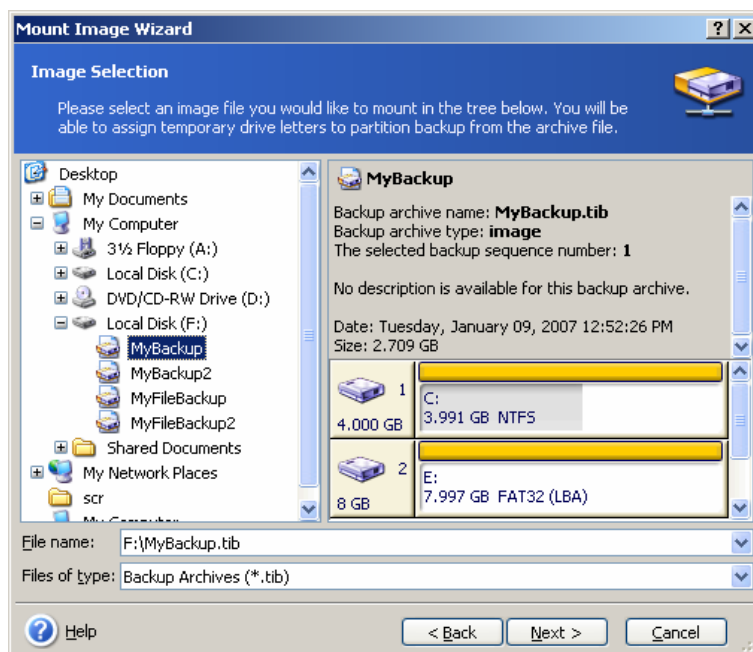 Mount Image Wizard
Image Selection
Please select an image file you would like to mount in the tree below. You will be
able to assign temporary drive letters to partition backup from the archive file.
Desktop
My Documents
My Computer
3½ Floppy (A:)
Local Disk (C:)
DVD/CD-RW Drive (D:)
Local Disk (F:)
MyBackup
MyBackup2
MyFileBackup
MyFileBackup2
Shared Documents
My Network Places
scr
My Computer
MyBackup
Backup archive name: MyBackup.tib
Backup archive type: image
The selected backup sequence number: 1
No description is available for this backup archive.
Date: Tuesday, January 09, 2007 12:52:26 PM
Size: 2.709 GB
1
4.000 GB
C:
3.991 GB NTFS
2
8 GB
E:
7.997 GB FAT32 (LBA)
File name: F:\MyBackup.tib
Files of type: Backup Archives (*.tib)
Help
< Back
Next >
Cancel